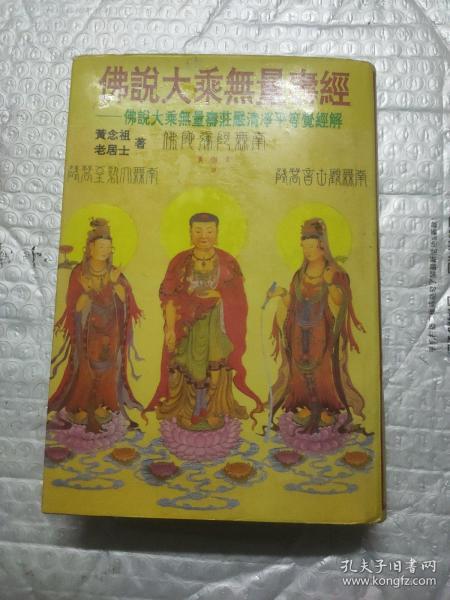 佛說大乘無量壽經
——佛說大乘無量壽莊嚴清淨平等覺經解
黃念祖
老居士 著
佛陀彌阿無南
薩菩至勢大無南
薩菩音世觀無南
孔夫子旧书网
www.kongfz.com